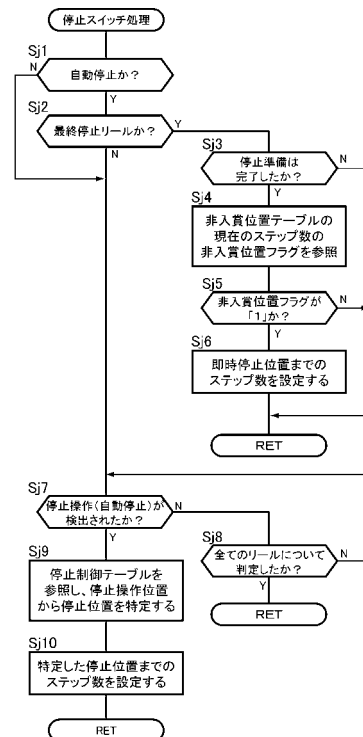 停止スイッチ処理
Sj1
自動停止か？
N
Y
Sj2
最終停止リールか？
Y
N
Sj3
停止準備は
完了したか？
N
Y
Sj4
非入賞位置テーブルの
現在のステップ数の
非入賞位置フラグを参照
Sj5
非入賞位置フラグが
「1」か？
N
Y
Sj6
即時停止位置までの
ステップ数を設定する
RET
Sj7
停止操作(自動停止)が
検出されたか？
N
Y
Sj8
全てのリールについて
判定したか？
N
Y
RET
Sj9
停止制御テーブルを
参照し、停止操作位置
から停止位置を特定する
Sj10
特定した停止位置までの
ステップ数を設定する
RET